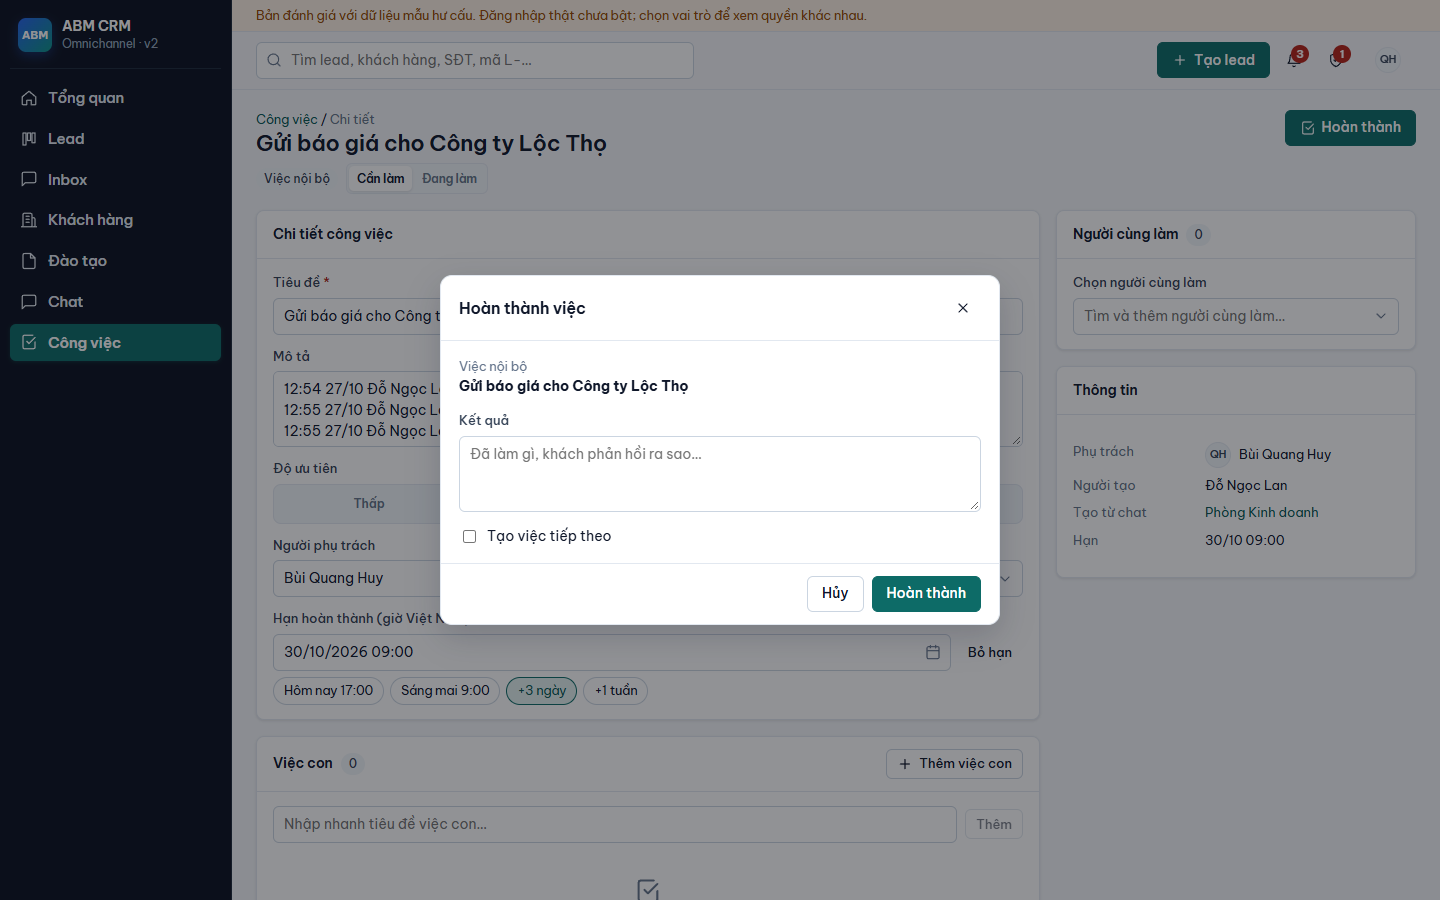 ABM
ABM CRM
Omnichannel · v2
Tổng quan
Lead
Inbox
Khách hàng
Đào tạo
Chat
Công việc
Bản đánh giá với dữ liệu mẫu hư cấu. Đăng nhập thật chưa bật; chọn vai trò để xem quyền khác nhau.
Tìm lead, khách hàng, SĐT, mã L-...
Tạo lead
3
1
QH
Công việc / Chi tiết
Gửi báo giá cho Công ty Lộc Thọ
Hoàn thành
Việc nội bộ
Cần làm
Đang làm
Chi tiết công việc
Tiêu đề *
Gửi báo giá cho Công t
Mô tả
12:54 27/10 Đỗ Ngọc L
12:55 27/10 Đỗ Ngọc L
12:55 27/10 Đỗ Ngọc L
Độ ưu tiên
Thấp
Người phụ trách
Bùi Quang Huy
Hạn hoàn thành (giờ Việt N
30/10/2026 09:00
Bỏ hạn
Hôm nay 17:00
Sáng mai 9:00
+3 ngày
+1 tuần
Việc con 0
Thêm việc con
Nhập nhanh tiêu đề việc con...
Thêm
Người cùng làm 0
Chọn người cùng làm
Tìm và thêm người cùng làm...
Thông tin
Phụ trách
QH Bùi Quang Huy
Người tạo
Đỗ Ngọc Lan
Tạo từ chat
Phòng Kinh doanh
Hạn
30/10 09:00
Hoàn thành việc
Việc nội bộ
Gửi báo giá cho Công ty Lộc Thọ
Kết quả
Đã làm gì, khách phản hồi ra sao...
Tạo việc tiếp theo
Hủy
Hoàn thành